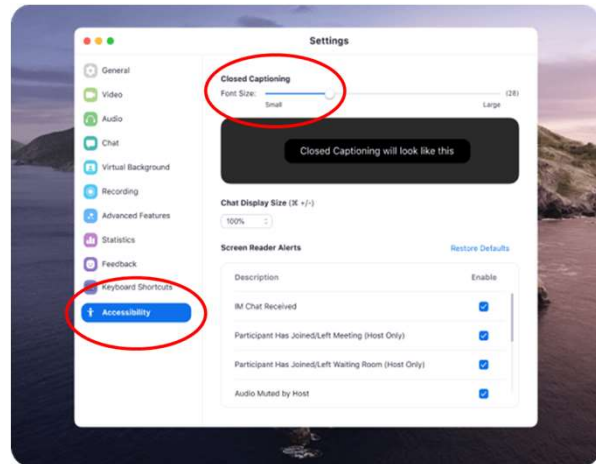 Settings
General
Video
Audio
Chat
Virtual Background
Recording
Advanced Features
Statistics
Feedback
Keyboard Shortcuts
Accessibility
Closed Captioning
Font Size:
(28)
Small Large
Closed Captioning will look like this
Chat Display Size (⌘ +/-)
100%
Screen Reader Alerts Restore Defaults
Description Enable
IM Chat Received
Participant Has Joined/Left Meeting (Host Only)
Participant Has Joined/Left Waiting Room (Host Only)
Audio Muted by Host